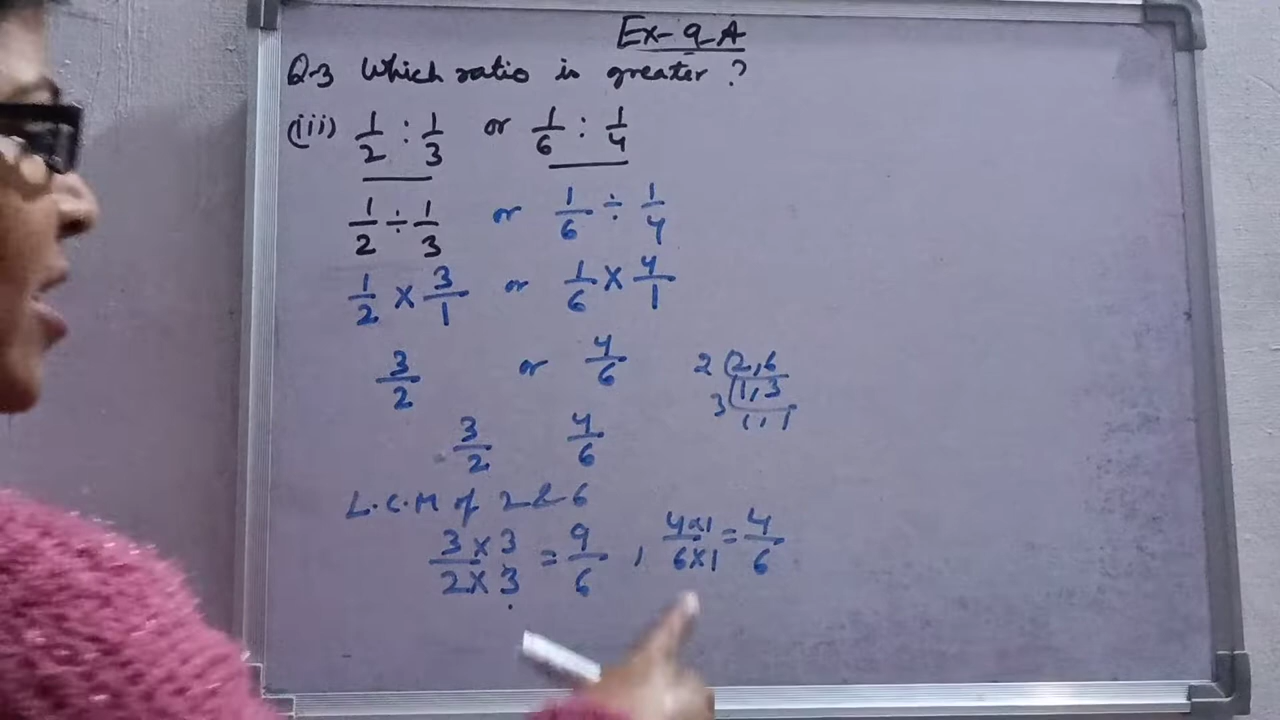 Ex-9-A
Q-3 Which ratio is greater ?
(iii) 1/2 : 1/3 or 1/6 : 1/4
1/2 ÷ 1/3 or 1/6 ÷ 1/4
1/2 × 3/1 or 1/6 × 4/1
3/2 or 4/6
2 | 2, 6
3 | 1, 3
1, 1
3/2 4/6
L.C.M of 2 & 6
3×3/2×3 = 9/6 , 4×1/6×1 = 4/6